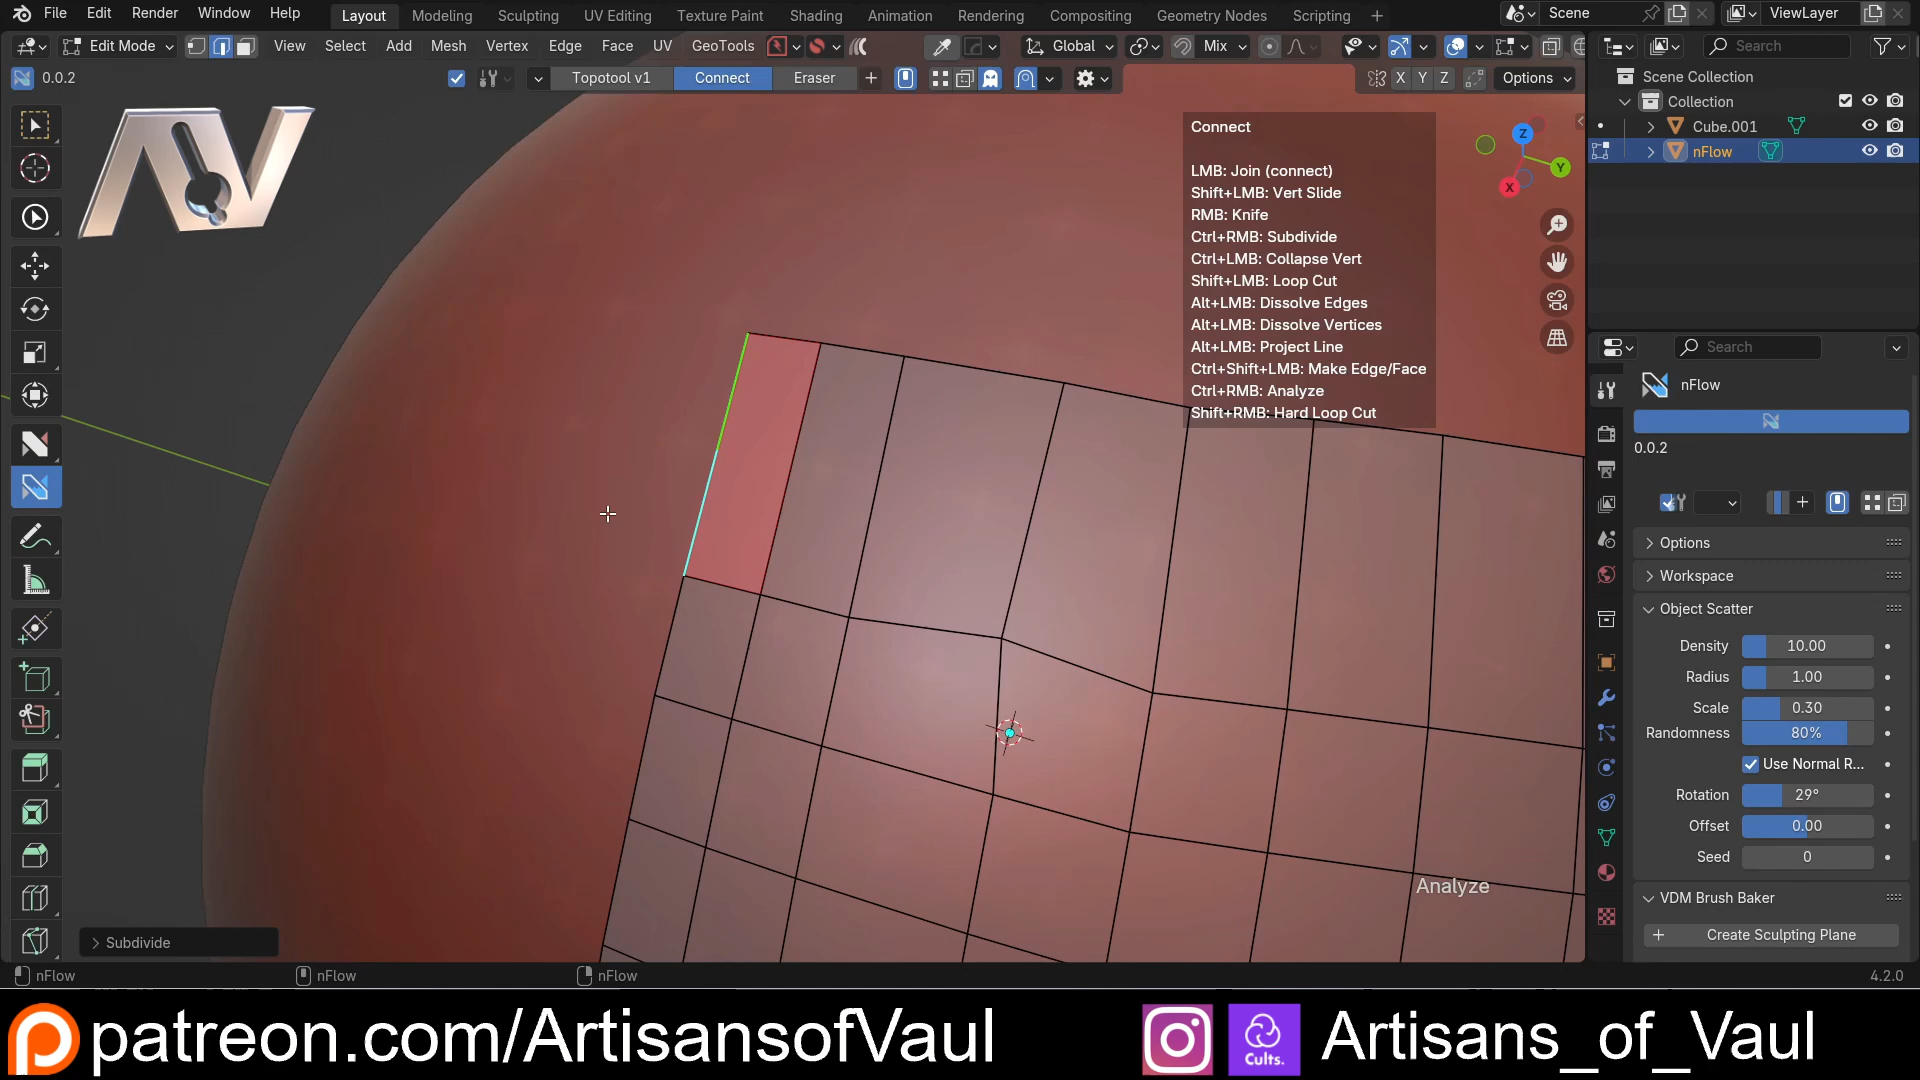 File Edit Render Window Help Layout Modeling Sculpting UV Editing Texture Paint Shading Animation Rendering Compositing Geometry Nodes Scripting + Scene ViewLayer
Edit Mode View Select Add Mesh Vertex Edge Face UV GeoTools Global Mix Search
0.0.2 Topotool v1 Connect Eraser + X Y Z Options
Scene Collection
Collection
Cube.001
nFlow
AV
Connect
LMB: Join (connect)
Shift+LMB: Vert Slide
RMB: Knife
Ctrl+RMB: Subdivide
Ctrl+LMB: Collapse Vert
Shift+LMB: Loop Cut
Alt+LMB: Dissolve Edges
Alt+LMB: Dissolve Vertices
Alt+LMB: Project Line
Ctrl+Shift+LMB: Make Edge/Face
Ctrl+RMB: Analyze
Shift+RMB: Hard Loop Cut
Z
Y
X
Search
nFlow
0.0.2
Options
Workspace
Object Scatter
Density 10.00
Radius 1.00
Scale 0.30
Randomness 80%
Use Normal R...
Rotation 29°
Offset 0.00
Seed 0
VDM Brush Baker
+ Create Sculpting Plane
Analyze
Subdivide
nFlow nFlow nFlow 4.2.0
patreon.com/ArtisansofVaul Cults. Artisans_of_Vaul